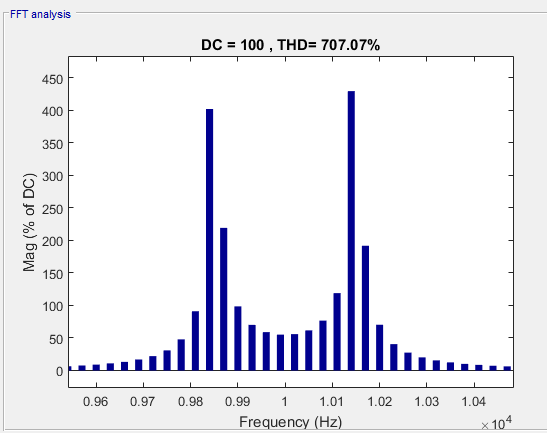 FFT analysis
DC = 100 , THD= 707.07%
450
400
350
300
250
200
150
100
50
0
Mag (% of DC)
0.96 0.97 0.98 0.99 1 1.01 1.02 1.03 1.04
Frequency (Hz)
×10^4